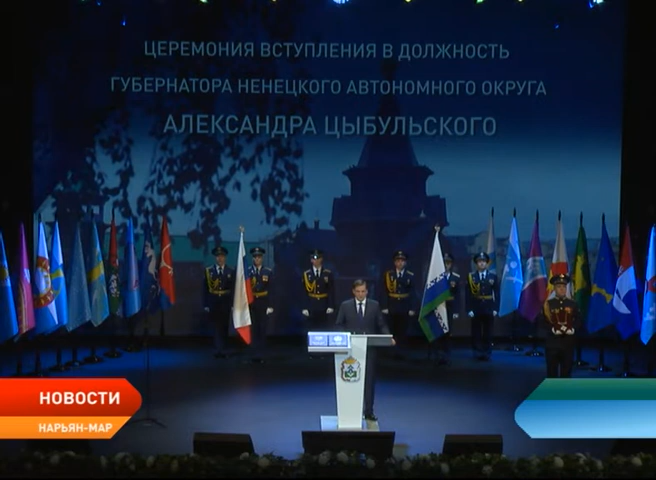 ЦЕРЕМОНИЯ ВСТУПЛЕНИЯ В ДОЛЖНОСТЬ
ГУБЕРНАТОРА НЕНЕЦКОГО АВТОНОМНОГО ОКРУГА
АЛЕКСАНДРА ЦЫБУЛЬСКОГО
НОВОСТИ
НАРЬЯН-МАР